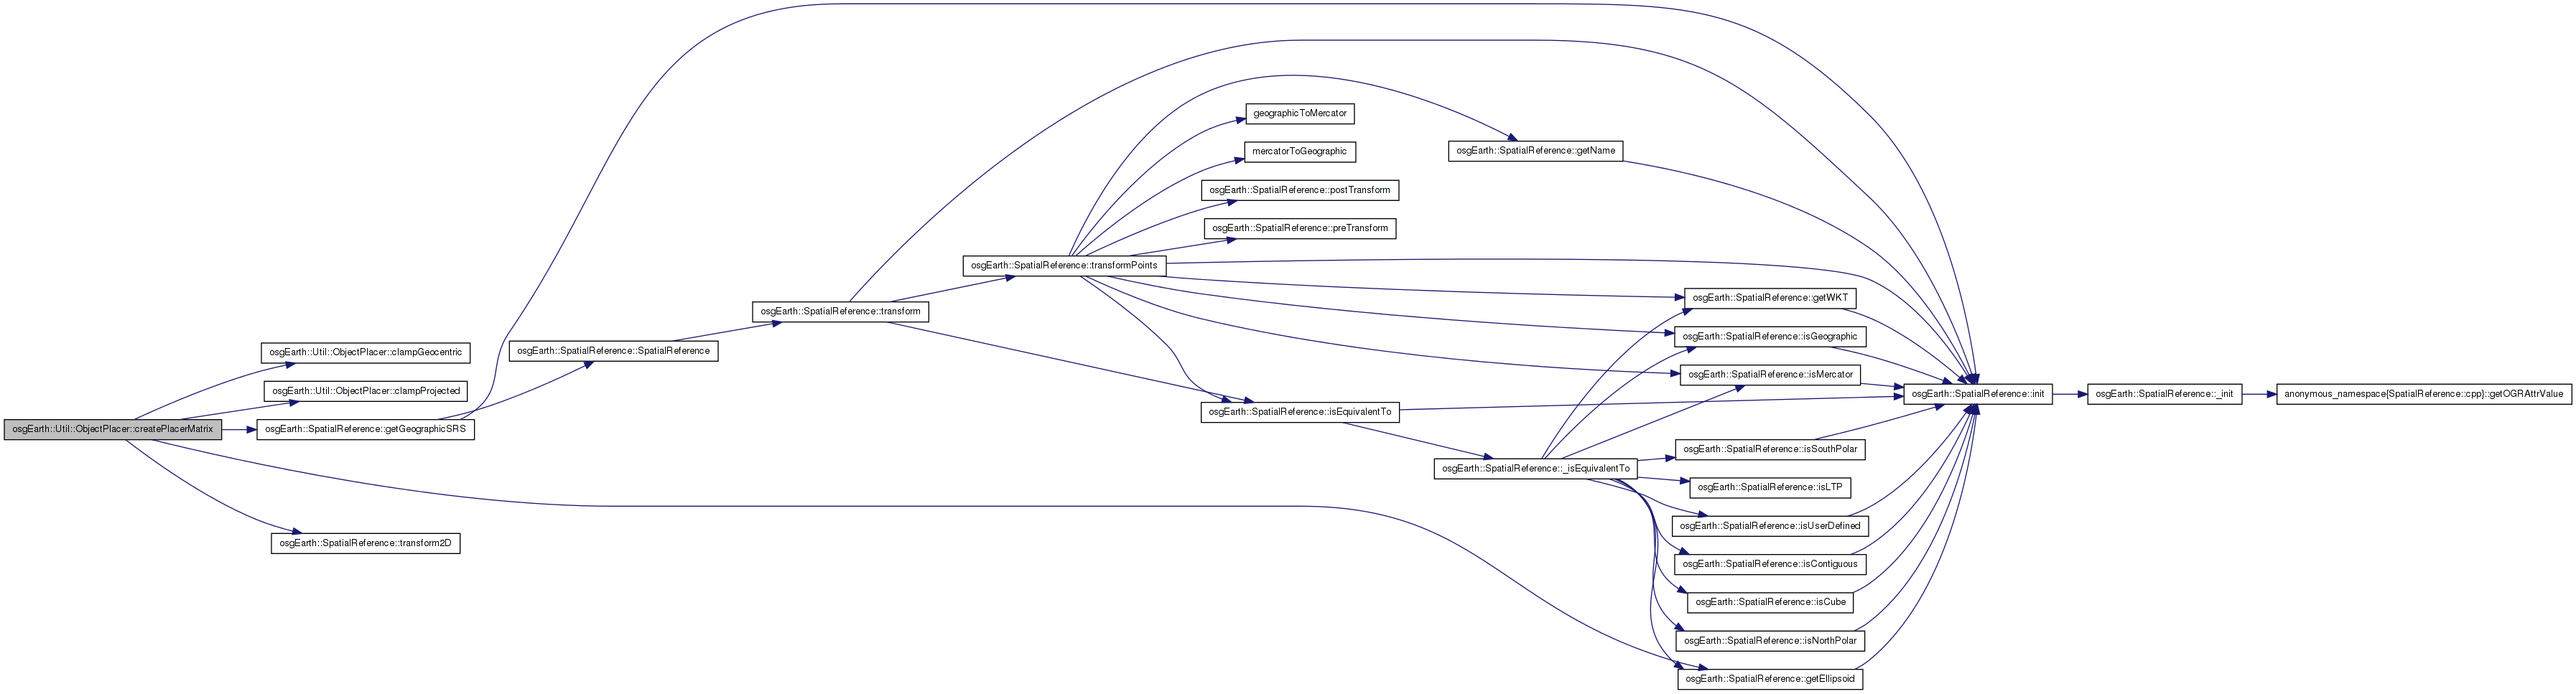 osgEarth::Util::ObjectPlacer::createPlacerMatrix
osgEarth::Util::ObjectPlacer::clampGeocentric
osgEarth::Util::ObjectPlacer::clampProjected
osgEarth::SpatialReference::getGeographicSRS
osgEarth::SpatialReference::transform2D
osgEarth::SpatialReference::SpatialReference
osgEarth::SpatialReference::transform
osgEarth::SpatialReference::transformPoints
geographicToMercator
mercatorToGeographic
osgEarth::SpatialReference::postTransform
osgEarth::SpatialReference::preTransform
osgEarth::SpatialReference::isEquivalentTo
osgEarth::SpatialReference::getName
osgEarth::SpatialReference::_isEquivalentTo
osgEarth::SpatialReference::getWKT
osgEarth::SpatialReference::isGeographic
osgEarth::SpatialReference::isMercator
osgEarth::SpatialReference::isSouthPolar
osgEarth::SpatialReference::isLTP
osgEarth::SpatialReference::isUserDefined
osgEarth::SpatialReference::isContiguous
osgEarth::SpatialReference::isCube
osgEarth::SpatialReference::isNorthPolar
osgEarth::SpatialReference::getEllipsoid
osgEarth::SpatialReference::init
osgEarth::SpatialReference::_init
anonymous_namespace{SpatialReference::cpp}::getOGRAttrValue